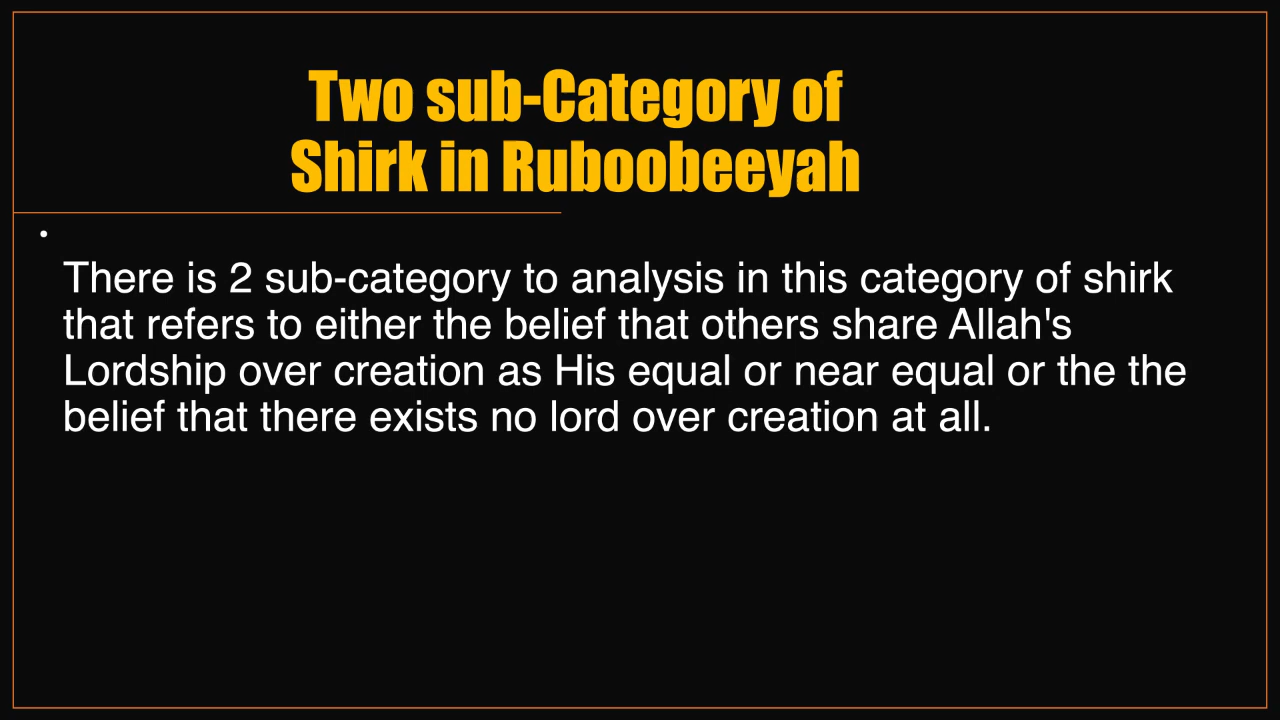 Two sub-Category of
Shirk in Ruboobeeyah
•
There is 2 sub-category to analysis in this category of shirk
that refers to either the belief that others share Allah's
Lordship over creation as His equal or near equal or the the
belief that there exists no lord over creation at all.